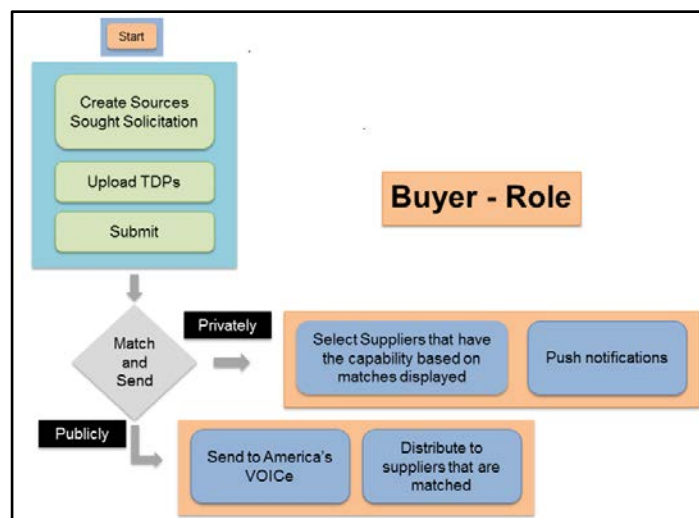 Start
Create Sources
Sought Solicitation
Upload TDPs
Submit
Buyer - Role
Match
and
Send
Privately
Select Suppliers that have
the capability based on
matches displayed
Push notifications
Publicly
Send to America's
VOICe
Distribute to
suppliers that are
matched